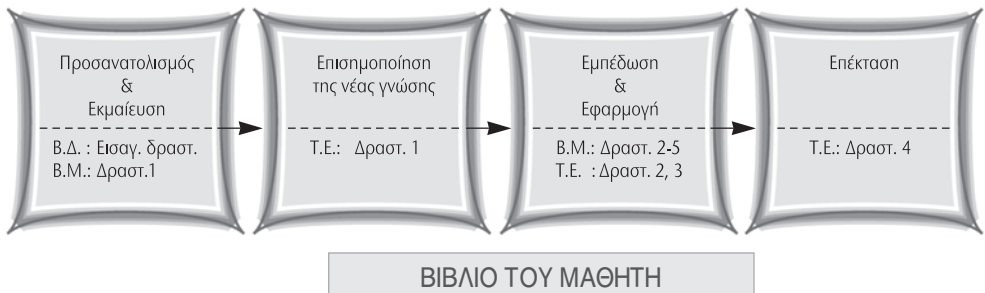 Προσανατολισμός
&
Εκμαίευση
Β.Δ. : Εισαγ. δραστ.
Β.Μ.: Δραστ.1
Επισημοποίηση
της νέας γνώσης
Τ.Ε.: Δραστ. 1
Εμπέδωση
&
Εφαρμογή
Β.Μ.: Δραστ. 2-5
Τ.Ε. : Δραστ. 2, 3
Επέκταση
Τ.Ε.: Δραστ. 4
ΒΙΒΛΙΟ ΤΟΥ ΜΑΘΗΤΗ